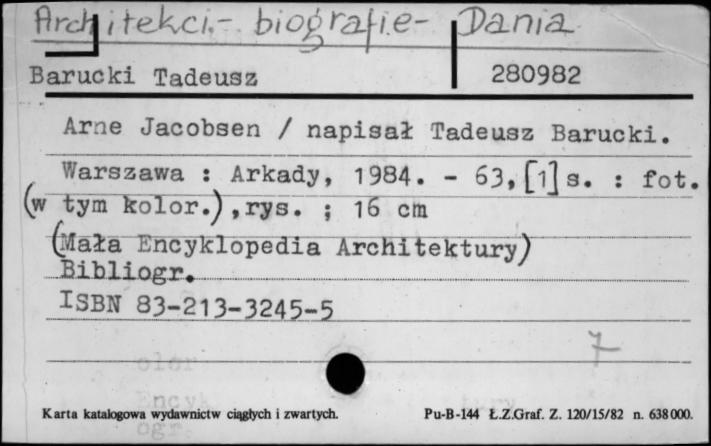 Architekci.- biografie- Dania
Barucki Tadeusz 280982
Arne Jacobsen / napisał Tadeusz Barucki.
Warszawa : Arkady, 1984. - 63,[1] s. : fot.
(w tym kolor.) ,rys. ; 16 cm
(Mała Encyklopedia Architektury)
Bibliogr.
ISBN 83-213-3245-5
7
Karta katalogowa wydawnictw ciągłych i zwartych. Pu-B-144 Ł.Z.Graf. Z. 120/15/82 n. 638000.